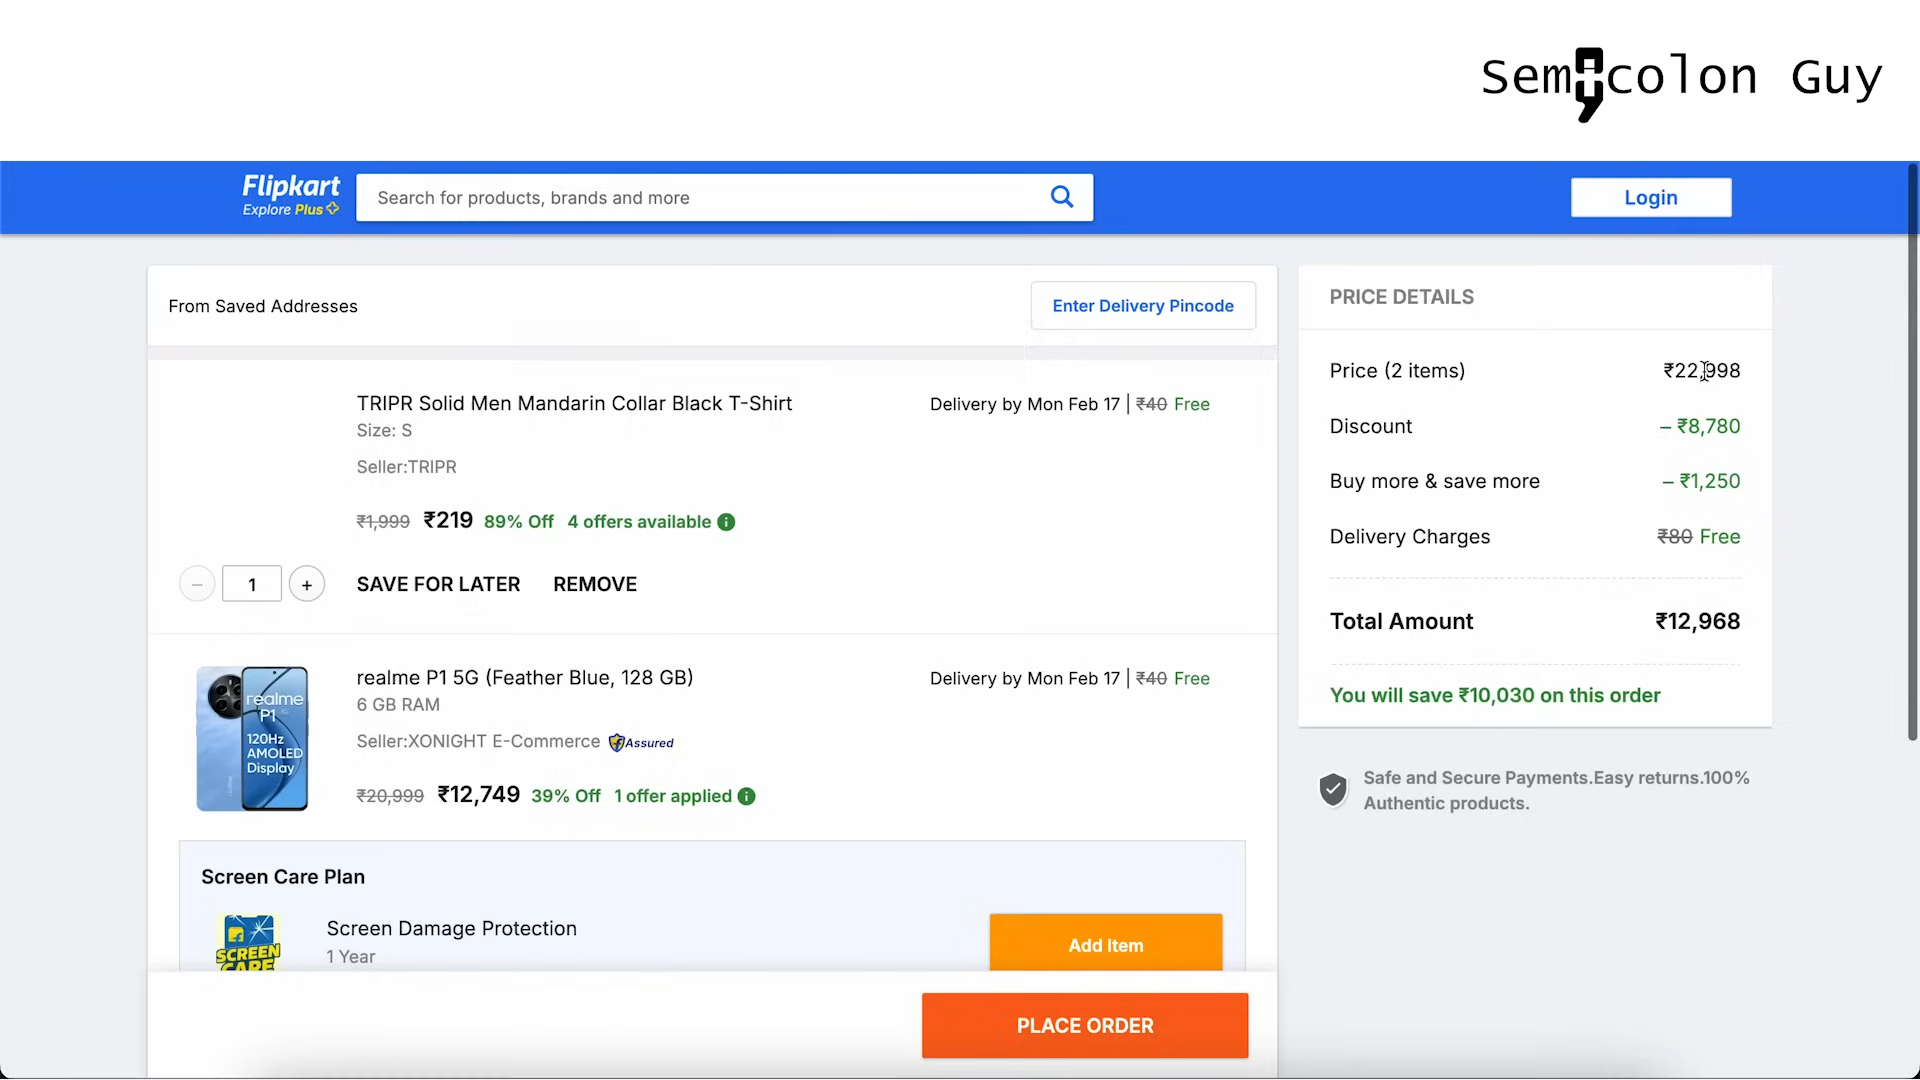 Semicolon Guy
Flipkart
Explore Plus
Search for products, brands and more
Login
From Saved Addresses
Enter Delivery Pincode
TRIPR Solid Men Mandarin Collar Black T-Shirt
Delivery by Mon Feb 17 | ₹40 Free
Size: S
Seller:TRIPR
₹1,999 ₹219 89% Off 4 offers available
− 1 + SAVE FOR LATER REMOVE
realme P1 5G (Feather Blue, 128 GB)
Delivery by Mon Feb 17 | ₹40 Free
6 GB RAM
Seller:XONIGHT E-Commerce Assured
₹20,999 ₹12,749 39% Off 1 offer applied
realme
P1
120Hz
AMOLED
Display
Screen Care Plan
SCREEN
CARE
Screen Damage Protection
1 Year
Add Item
PLACE ORDER
PRICE DETAILS
Price (2 items) ₹22,998
Discount − ₹8,780
Buy more & save more − ₹1,250
Delivery Charges ₹80 Free
Total Amount ₹12,968
You will save ₹10,030 on this order
Safe and Secure Payments.Easy returns.100%
Authentic products.